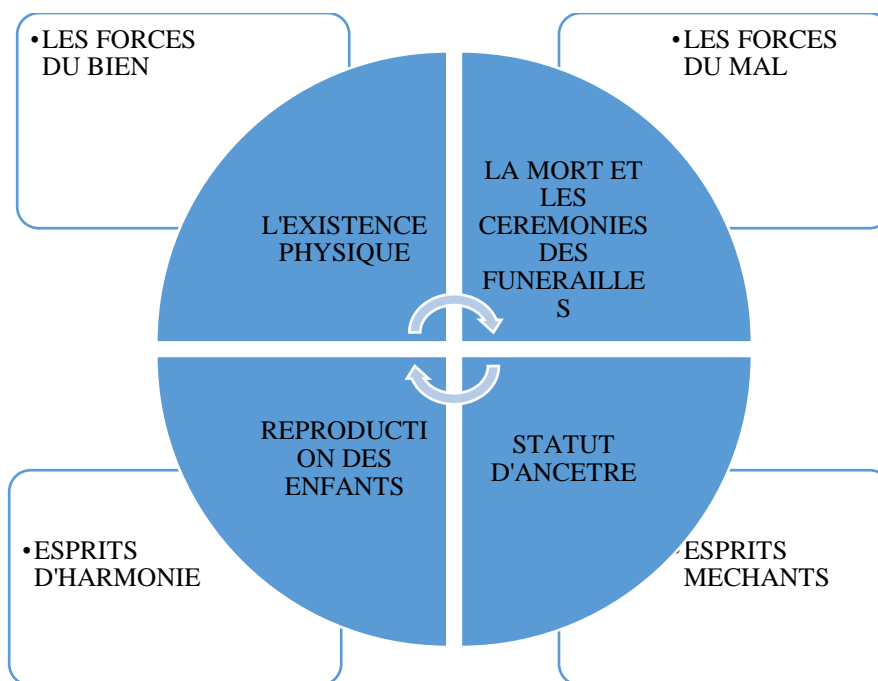 •LES FORCES
DU BIEN
•LES FORCES
DU MAL
L'EXISTENCE
PHYSIQUE
LA MORT ET
LES
CEREMONIES
DES
FUNERAILLE
S
REPRODUCTI
ON DES
ENFANTS
STATUT
D'ANCETRE
•ESPRITS
D'HARMONIE
•ESPRITS
MECHANTS